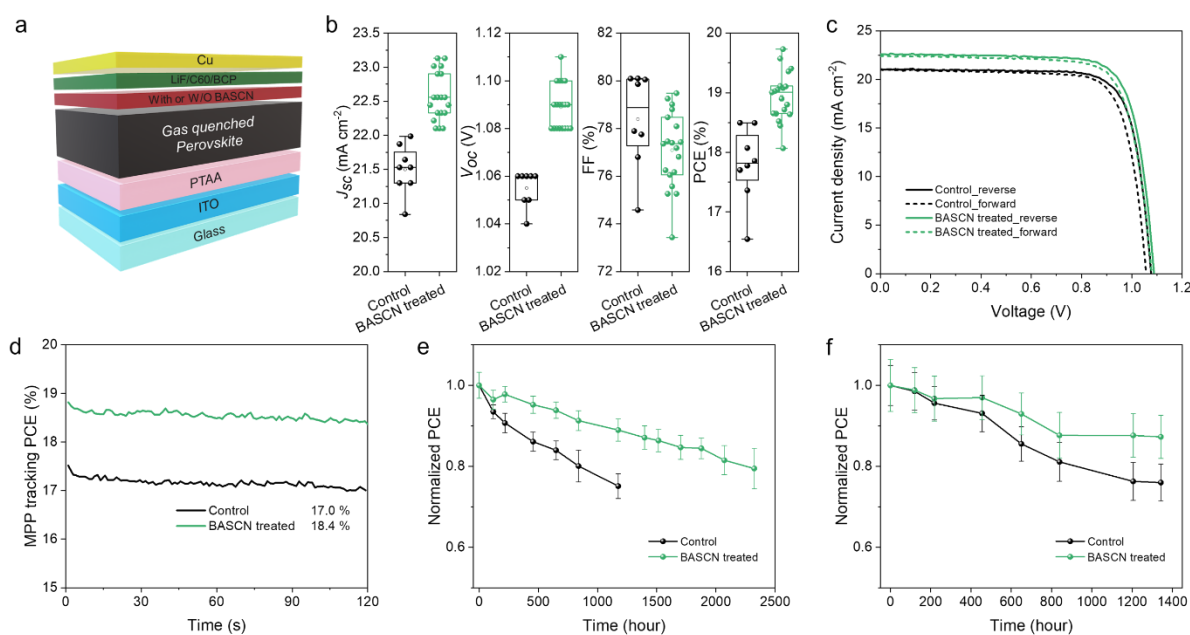 a
Cu
LiF/C60/BCP
With or W/O BASCN
Gas quenched
Perovskite
PTAA
ITO
Glass
b
23.5
23.0
22.5
22.0
21.5
21.0
20.5
20.0
Jsc (mA cm-2)
Control
BASCN treated
1.12
1.10
1.08
1.06
1.04
1.02
VOC (V)
Control
BASCN treated
82
80
78
76
74
72
FF (%)
Control
BASCN treated
20
19
18
17
16
PCE (%)
Control
BASCN treated
c
25
20
15
10
5
0
Current density (mA cm-2)
Control_reverse
Control_forward
BASCN treated_reverse
BASCN treated_forward
0.0 0.2 0.4 0.6 0.8 1.0 1.2
Voltage (V)
d
20
19
18
17
16
15
MPP tracking PCE (%)
Control 17.0 %
BASCN treated 18.4 %
0 30 60 90 120
Time (s)
e
1.0
0.8
0.6
Normalized PCE
Control
BASCN treated
0 500 1000 1500 2000 2500
Time (hour)
f
1.0
0.8
0.6
Normalized PCE
Control
BASCN treated
0 200 400 600 800 1000 1200 1400
Time (hour)